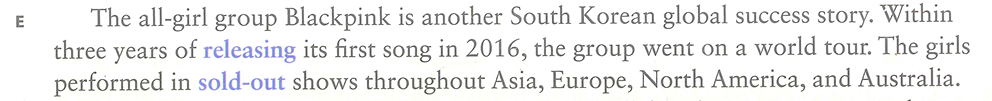 E The all-girl group Blackpink is another South Korean global success story. Within
three years of releasing its first song in 2016, the group went on a world tour. The girls
performed in sold-out shows throughout Asia, Europe, North America, and Australia.